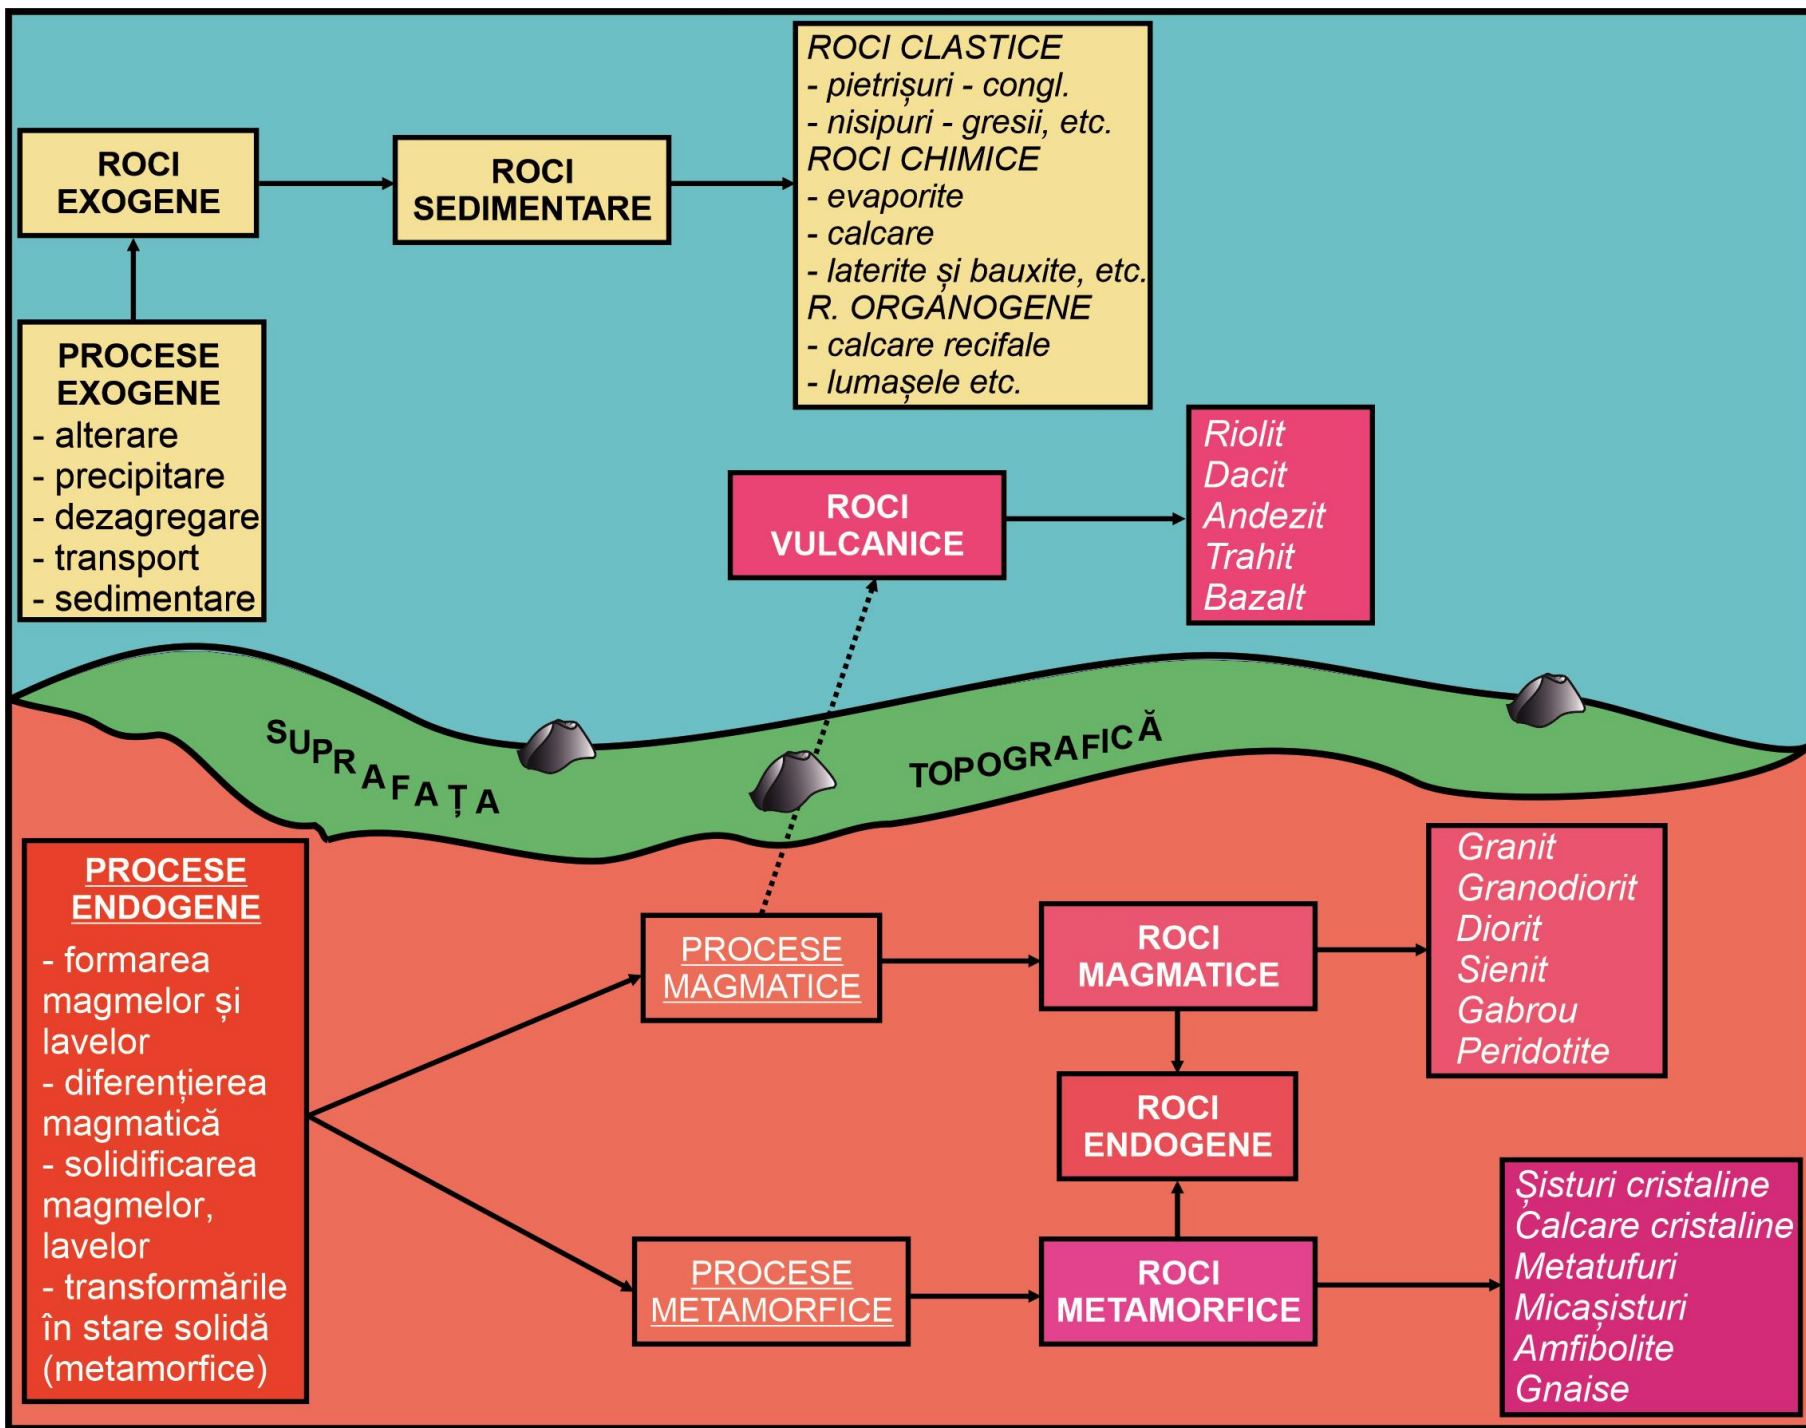 ROCI
EXOGENE
ROCI
SEDIMENTARE
ROCI CLASTICE
- pietrișuri - congl.
- nisipuri - gresii, etc.
ROCI CHIMICE
- evaporite
- calcare
- laterite și bauxite, etc.
R. ORGANOGENE
- calcare recifale
- lumașele etc.
PROCESE
EXOGENE
- alterare
- precipitare
- dezagregare
- transport
- sedimentare
ROCI
VULCANICE
Riolit
Dacit
Andezit
Trahit
Bazalt
SUPRAFAȚA
TOPOGRAFICĂ
PROCESE
ENDOGENE
- formarea
magmelor și
lavelor
- diferențierea
magmatică
- solidificarea
magmelor,
lavelor
- transformările
în stare solidă
(metamorfice)
PROCESE
MAGMATICE
ROCI
MAGMATICE
Granit
Granodiorit
Diorit
Sienit
Gabrou
Peridotite
ROCI
ENDOGENE
PROCESE
METAMORFICE
ROCI
METAMORFICE
Șisturi cristaline
Calcare cristaline
Metatufuri
Micașisturi
Amfibolite
Gnaise